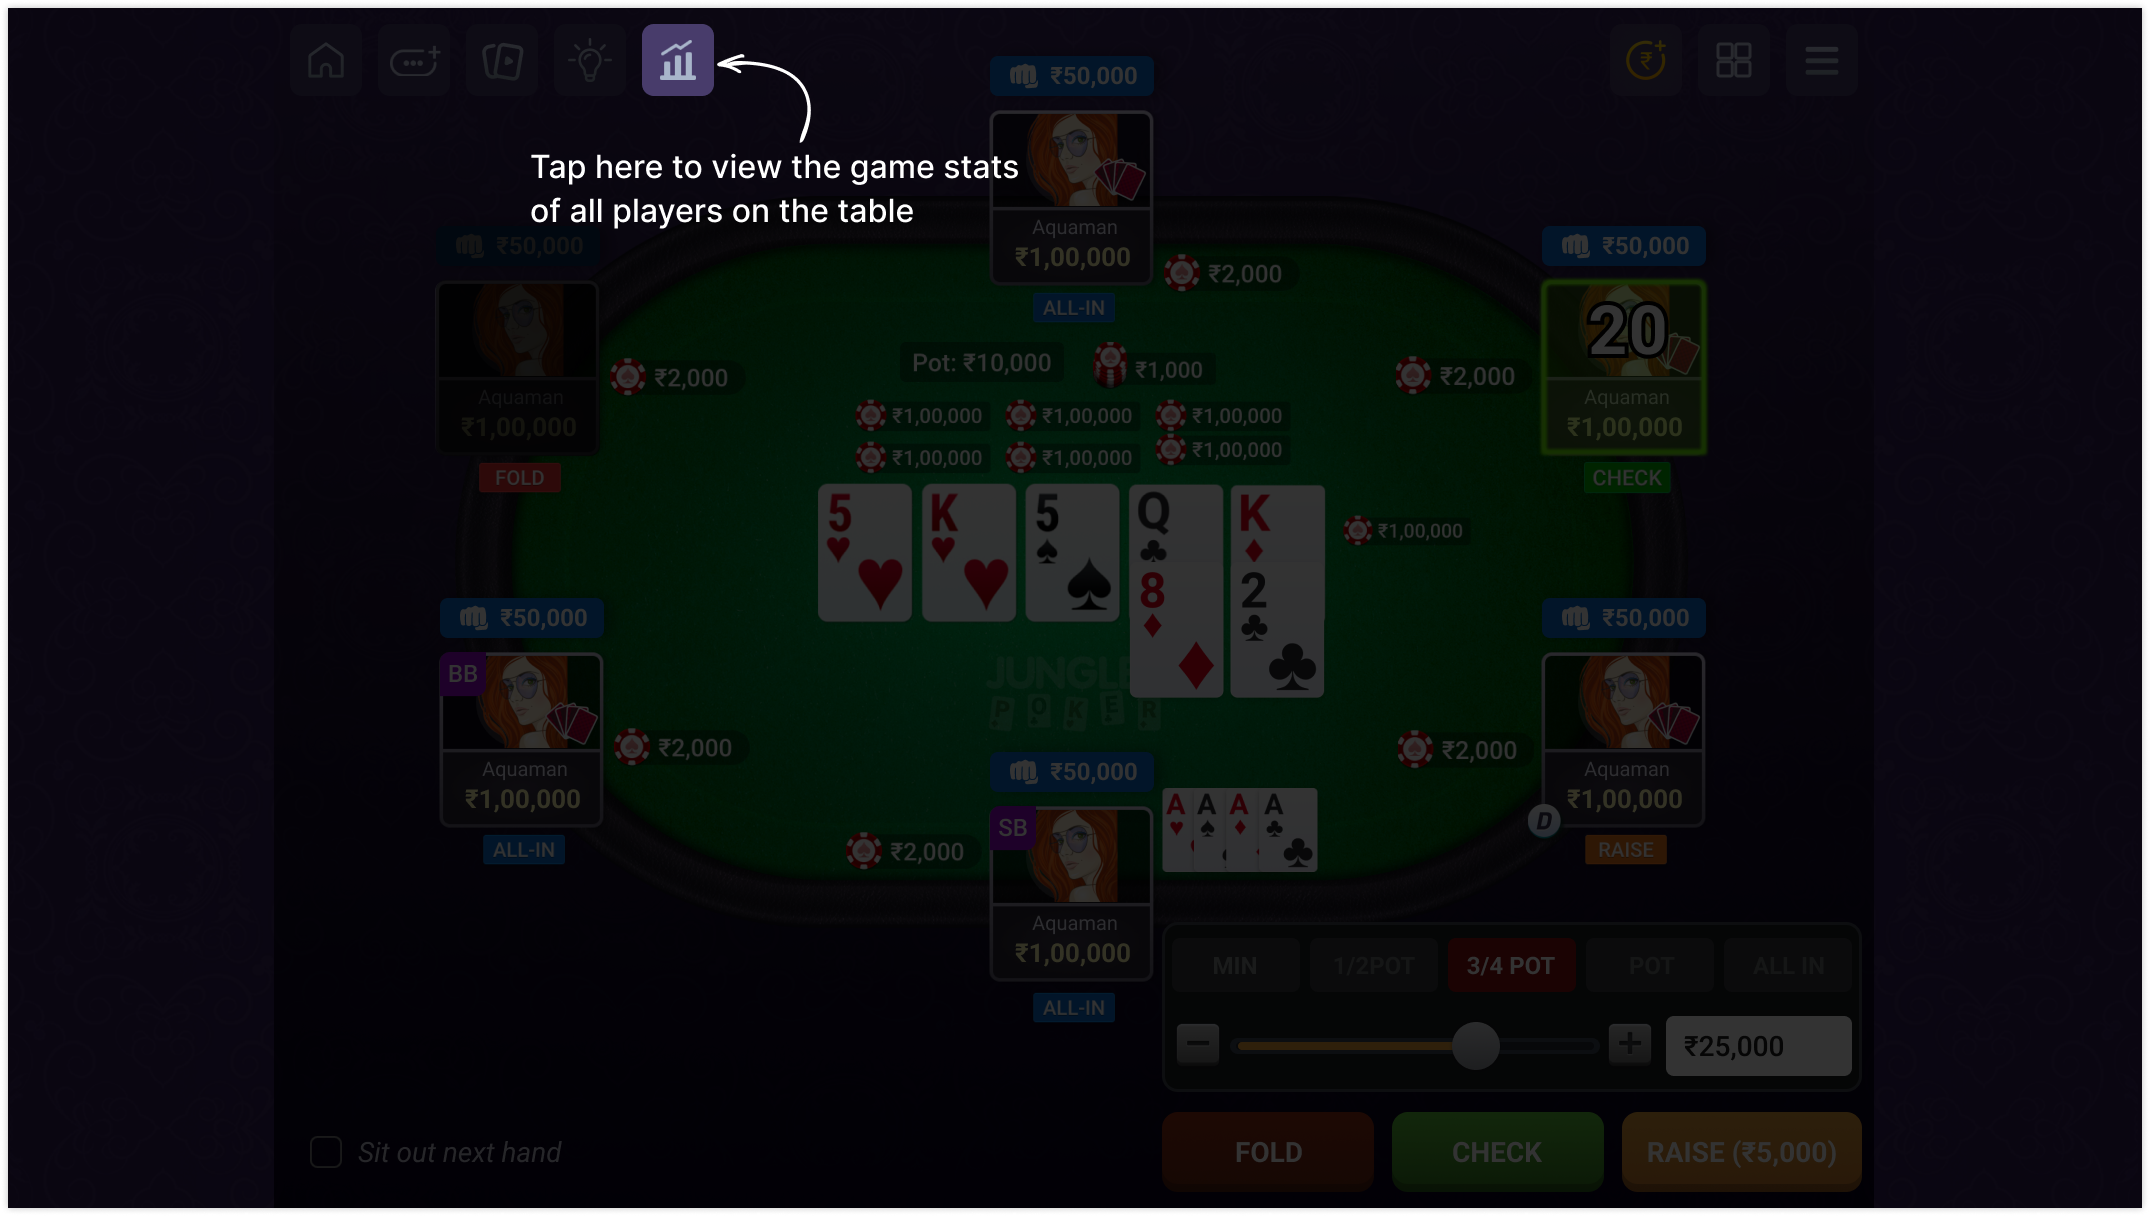 ₹50,000
Tap here to view the game stats
of all players on the table
Aquaman
₹1,00,000
ALL-IN
₹2,000
₹50,000
Aquaman
₹1,00,000
FOLD
₹2,000
₹50,000
20
Aquaman
₹1,00,000
CHECK
₹2,000
Pot: ₹10,000
₹1,000
₹1,00,000
₹1,00,000
₹1,00,000
₹1,00,000
₹1,00,000
₹1,00,000
₹1,00,000
5
K
5
Q
K
8
2
JUNGLE
POKER
₹50,000
BB
Aquaman
₹1,00,000
ALL-IN
₹2,000
₹50,000
Aquaman
₹1,00,000
D
RAISE
₹2,000
₹50,000
SB
Aquaman
₹1,00,000
ALL-IN
₹2,000
A A A A
MIN
1/2POT
3/4 POT
POT
ALL IN
₹25,000
Sit out next hand
FOLD
CHECK
RAISE (₹5,000)